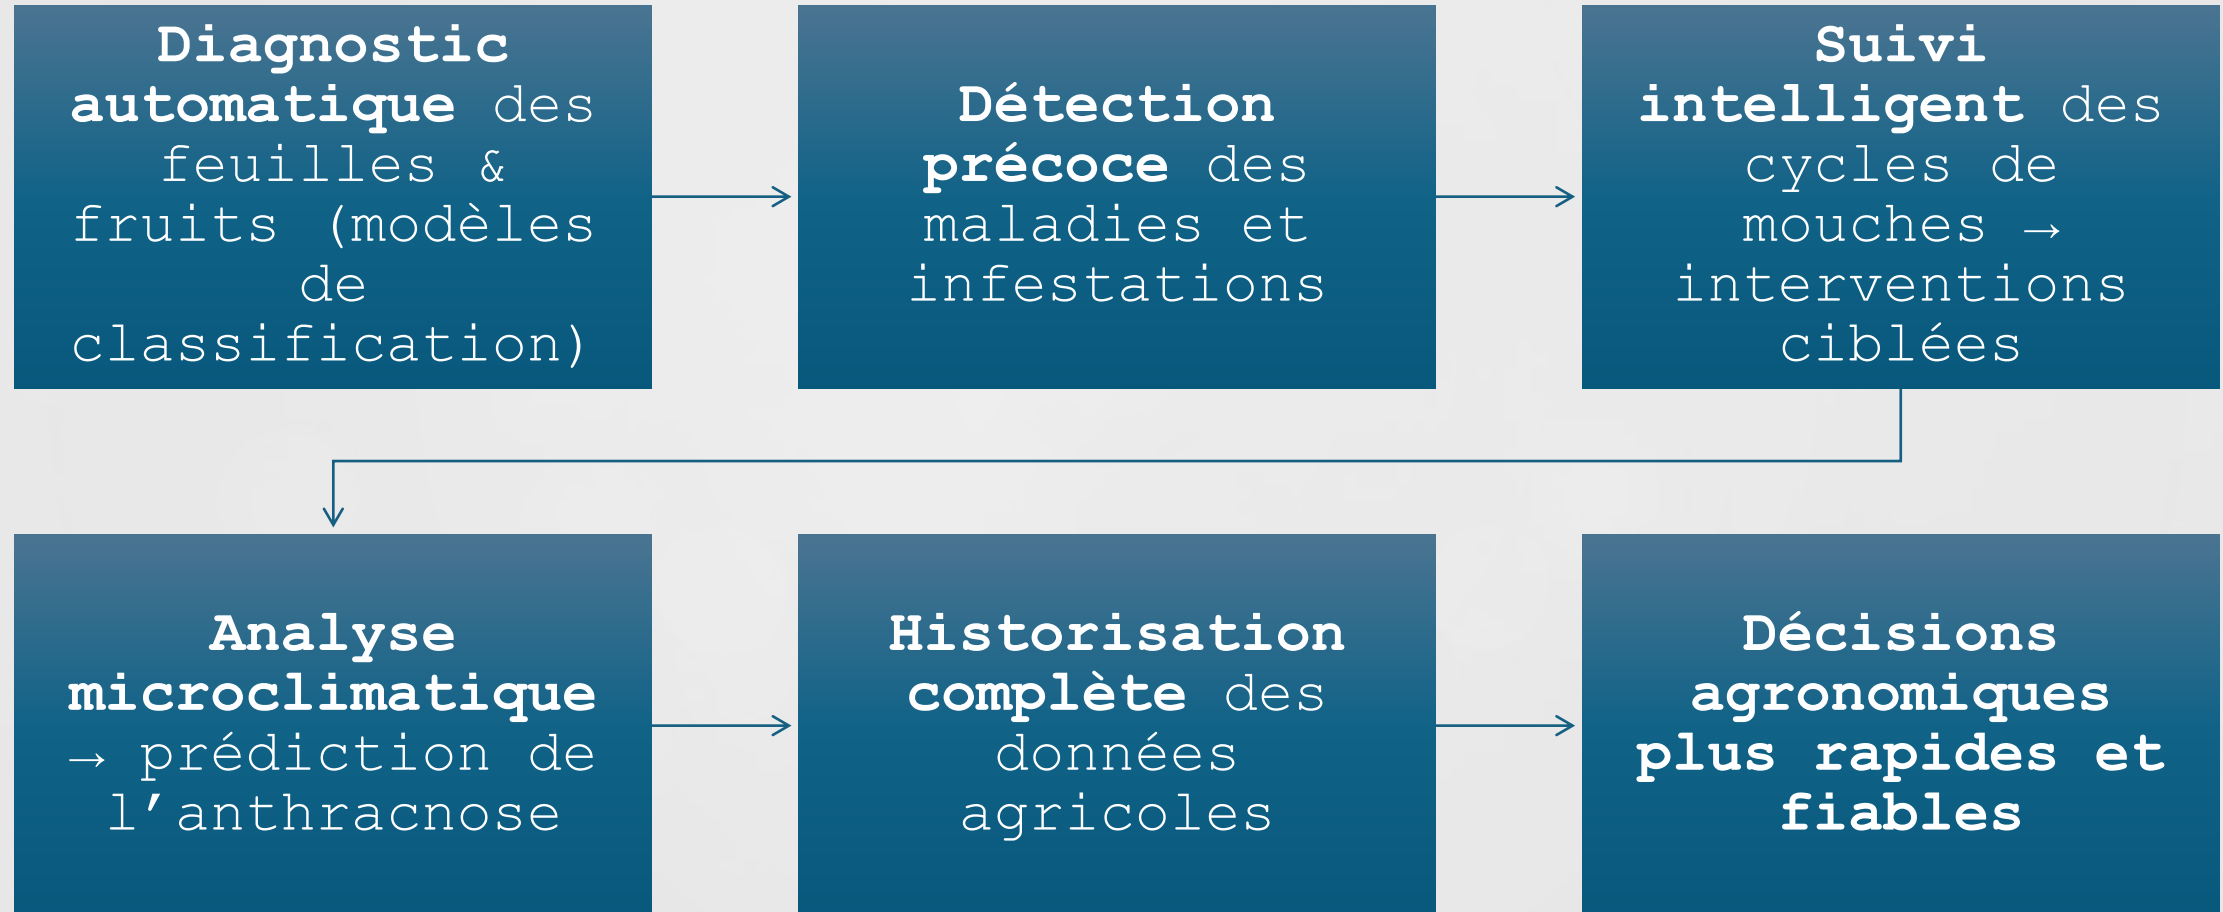 Diagnostic
automatique des
feuilles &
fruits (modèles
de
classification)
Détection
précoce des
maladies et
infestations
Suivi
intelligent des
cycles de
mouches →
interventions
ciblées
Analyse
microclimatique
→ prédiction de
l’anthracnose
Historisation
complète des
données
agricoles
Décisions
agronomiques
plus rapides et
fiables